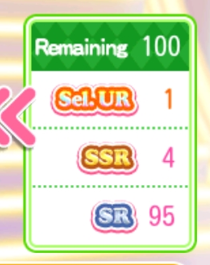 Remaining 100
Sel.UR 1
SSR 4
SR 95